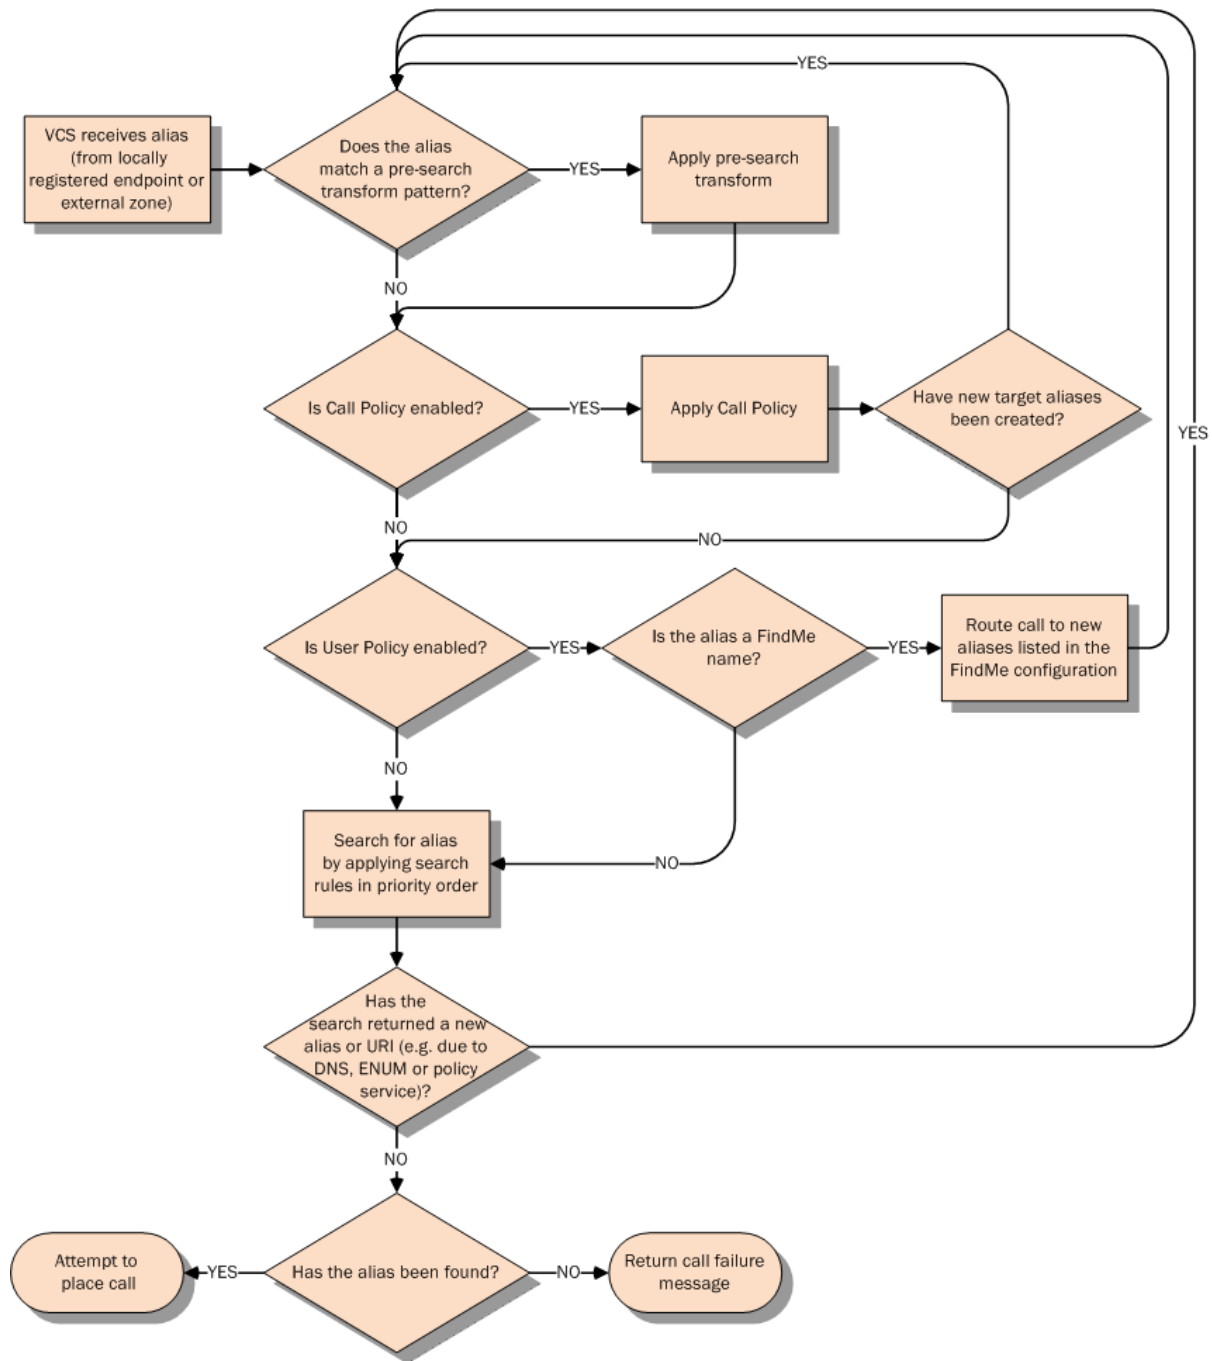 YES
VCS receives alias
(from locally
registered endpoint or
external zone)
Does the alias
match a pre-search
transform pattern?
YES
Apply pre-search
transform
NO
Is Call Policy enabled?
YES
Apply Call Policy
Have new target aliases
been created?
YES
NO
NO
Is User Policy enabled?
YES
Is the alias a FindMe
name?
YES
Route call to new
aliases listed in the
FindMe configuration
NO
Search for alias
by applying search
rules in priority order
NO
Has the
search returned a new
alias or URI (e.g. due to
DNS, ENUM or policy
service)?
NO
Attempt to
place call
YES
Has the alias been found?
NO
Return call failure
message